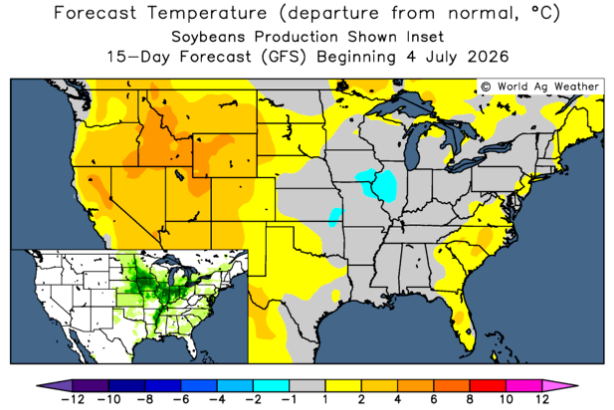 Forecast Temperature (departure from normal, °C)
Soybeans Production Shown Inset
15-Day Forecast (GFS) Beginning 4 July 2026
© World Ag Weather
-12 -10 -8 -6 -4 -2 -1 1 2 4 6 8 10 12